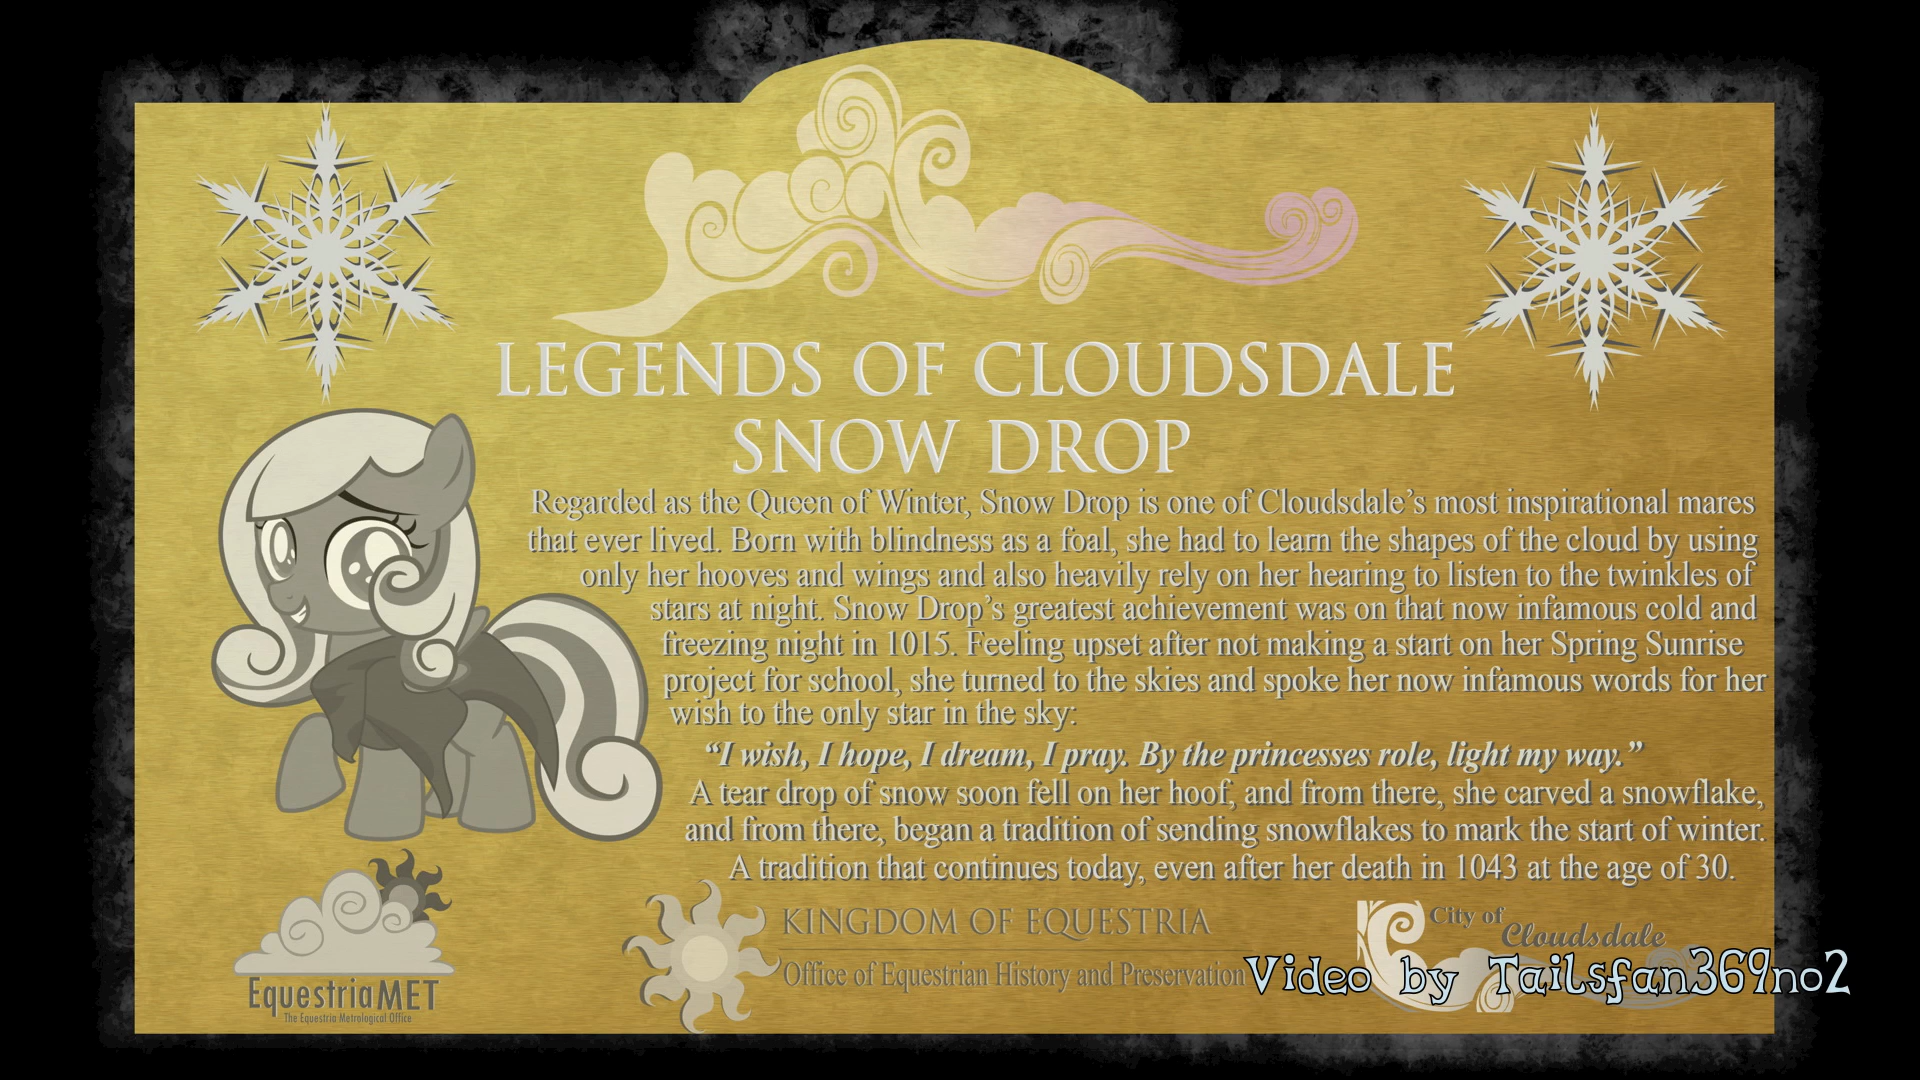 LEGENDS OF CLOUDSDALE
SNOW DROP
Regarded as the Queen of Winter, Snow Drop is one of Cloudsdale’s most inspirational mares
that ever lived. Born with blindness as a foal, she had to learn the shapes of the cloud by using
only her hooves and wings and also heavily rely on her hearing to listen to the twinkles of
stars at night. Snow Drop’s greatest achievement was on that now infamous cold and
freezing night in 1015. Feeling upset after not making a start on her Spring Sunrise
project for school, she turned to the skies and spoke her now infamous words for her
wish to the only star in the sky:
“I wish, I hope, I dream, I pray. By the princesses role, light my way.”
A tear drop of snow soon fell on her hoof, and from there, she carved a snowflake,
and from there, began a tradition of sending snowflakes to mark the start of winter.
A tradition that continues today, even after her death in 1043 at the age of 30.
EquestriaMET
The Equestria Metrological Office
KINGDOM OF EQUESTRIA
Office of Equestrian History and Preservation
City of
Cloudsdale
Video by Tailsfan369no2